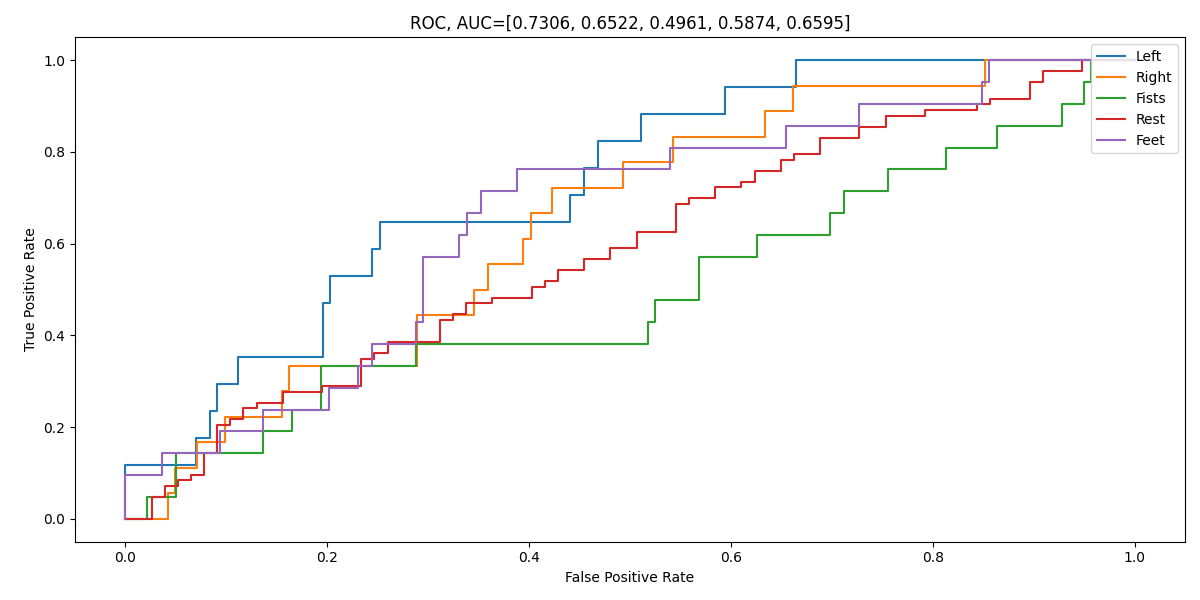 ROC, AUC=[0.7306, 0.6522, 0.4961, 0.5874, 0.6595]
1.0
0.8
0.6
0.4
0.2
0.0
True Positive Rate
Left
Right
Fists
Rest
Feet
0.0 0.2 0.4 0.6 0.8 1.0
False Positive Rate